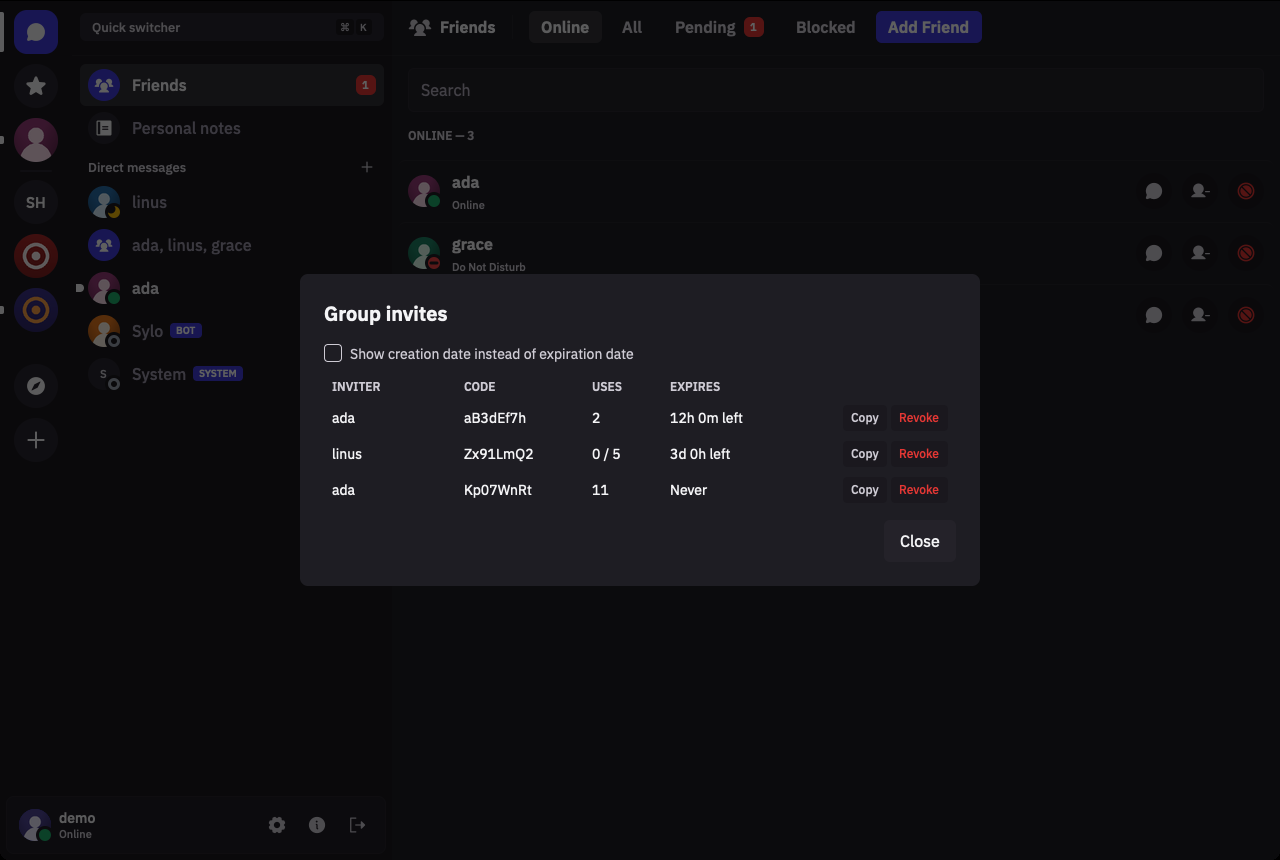 Quick switcher ⌘ K
Friends 1
Personal notes
Direct messages
linus
ada, linus, grace
ada
Sylo BOT
S System SYSTEM
SH
demo
Online
Friends Online All Pending 1 Blocked Add Friend
Search
ONLINE — 3
ada
Online
grace
Do Not Disturb
Group invites
Show creation date instead of expiration date
INVITER CODE USES EXPIRES
ada aB3dEf7h 2 12h 0m left Copy Revoke
linus Zx91LmQ2 0 / 5 3d 0h left Copy Revoke
ada Kp07WnRt 11 Never Copy Revoke
Close